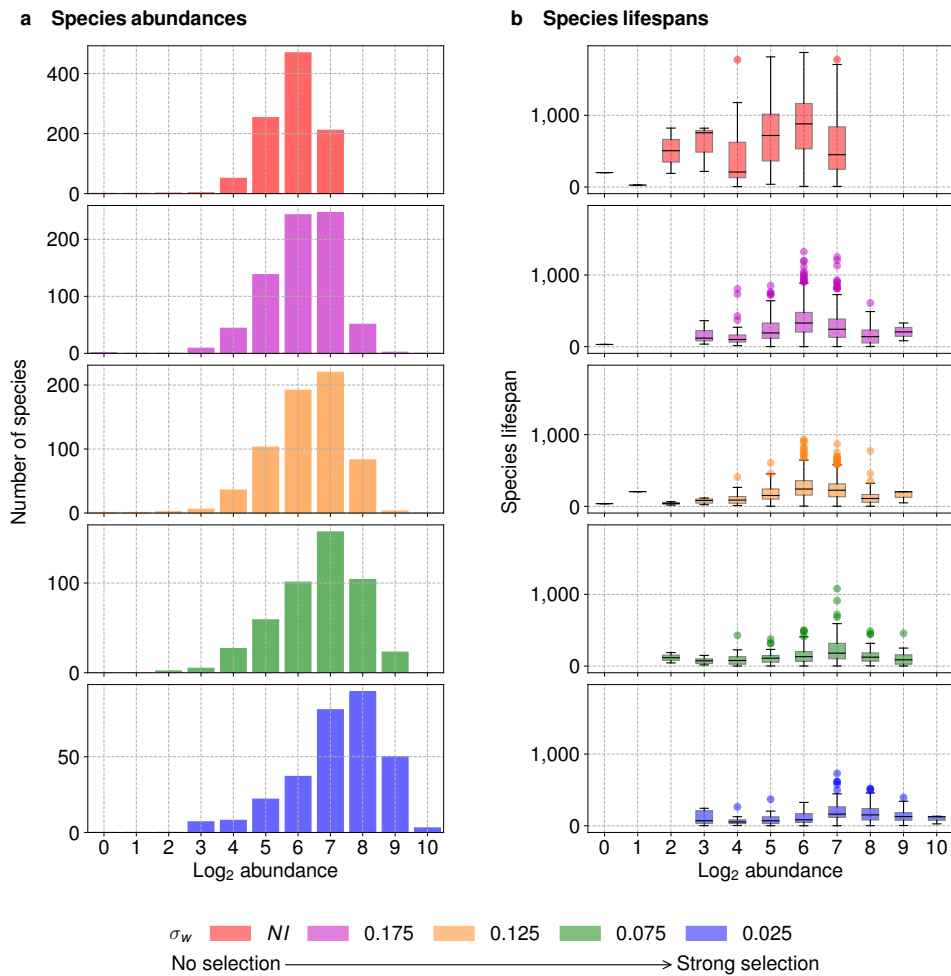 a Species abundances
b Species lifespans
Number of species
400
200
0
200
100
0
200
100
0
100
0
50
0
0 1 2 3 4 5 6 7 8 9 10
Log₂ abundance
Species lifespan
1,000
0
1,000
0
1,000
0
1,000
0
1,000
0
0 1 2 3 4 5 6 7 8 9 10
Log₂ abundance
σw NI 0.175 0.125 0.075 0.025
No selection Strong selection